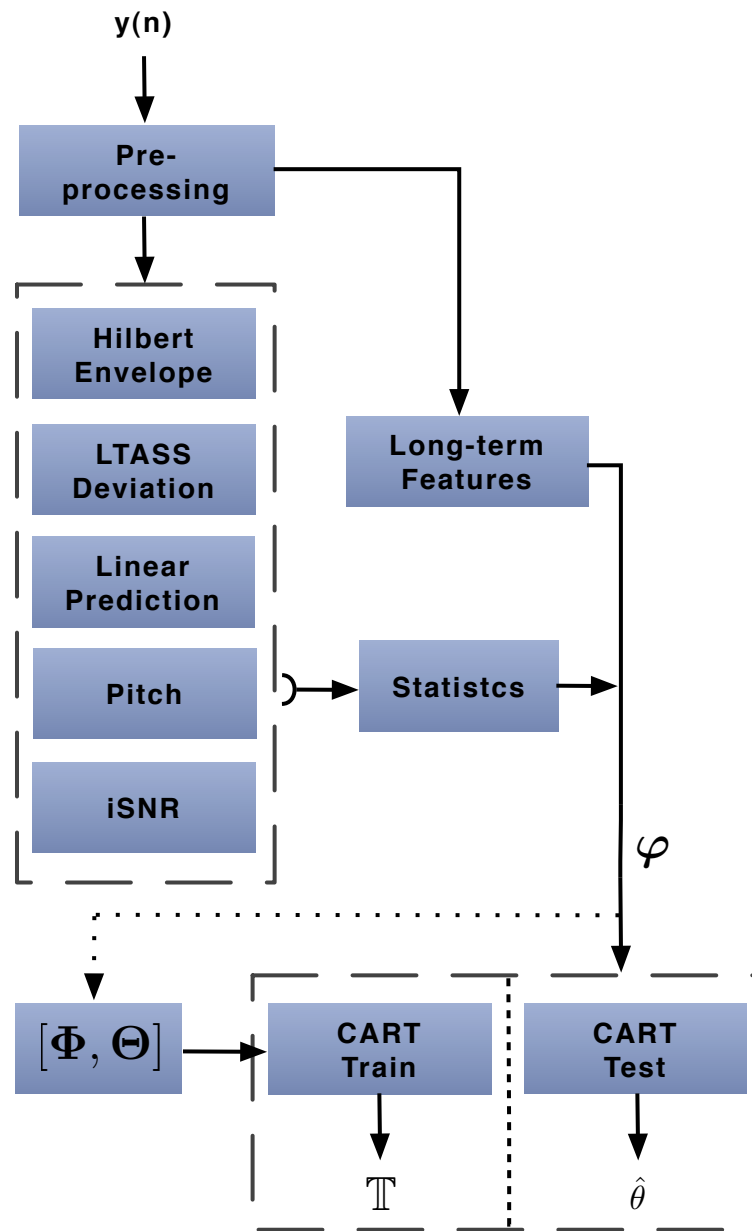 y(n)
Pre-
processing
Hilbert
Envelope
LTASS
Deviation
Linear
Prediction
Pitch
iSNR
Long-term
Features
Statistcs
φ
[Φ, Θ]
CART
Train
CART
Test
𝕋
θ̂